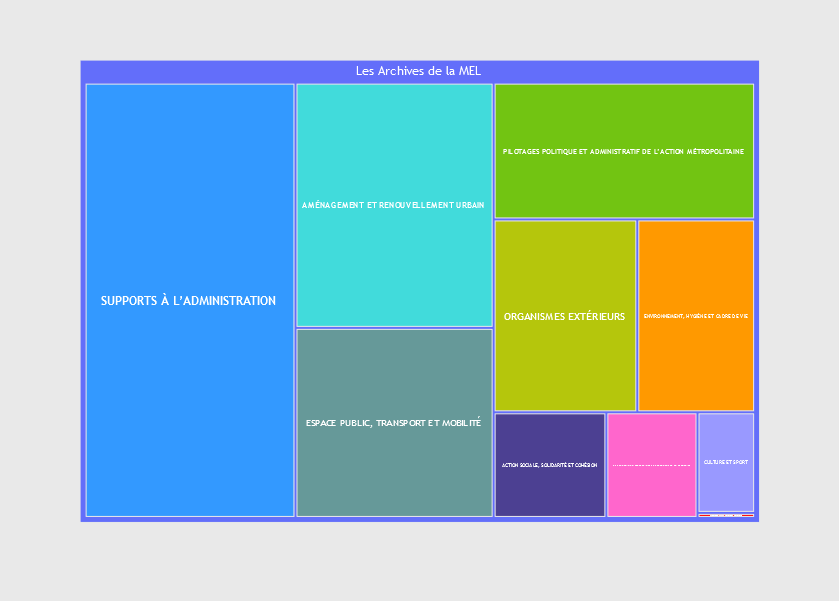 Les Archives de la MEL
SUPPORTS À L'ADMINISTRATION
AMÉNAGEMENT ET RENOUVELLEMENT URBAIN
ESPACE PUBLIC, TRANSPORT ET MOBILITÉ
PILOTAGES POLITIQUE ET ADMINISTRATIF DE L'ACTION MÉTROPOLITAINE
ORGANISMES EXTÉRIEURS
ENVIRONNEMENT, HYGIÈNE ET CADRE DE VIE
ACTION SOCIALE, SOLIDARITÉ ET COHÉSION
CULTURE ET SPORT